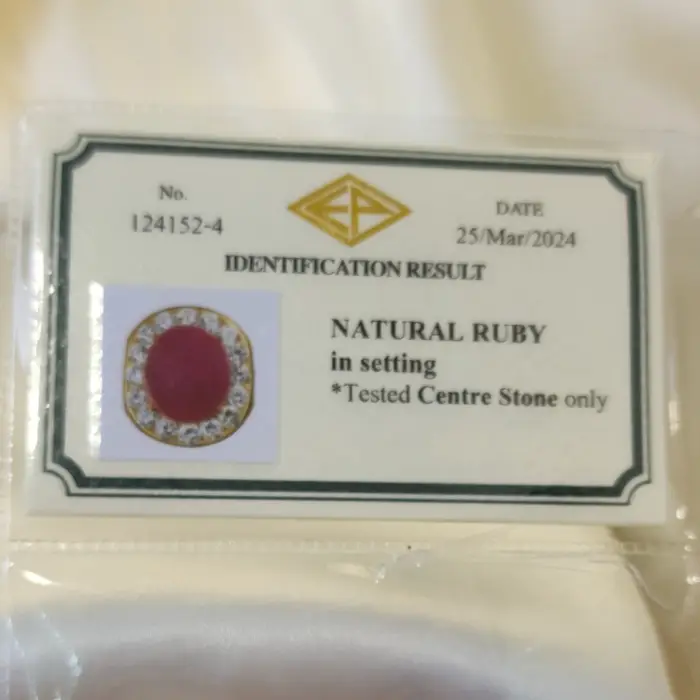 No.
124152-4
DATE
25/Mar/2024
IDENTIFICATION RESULT
NATURAL RUBY
in setting
*Tested Centre Stone only